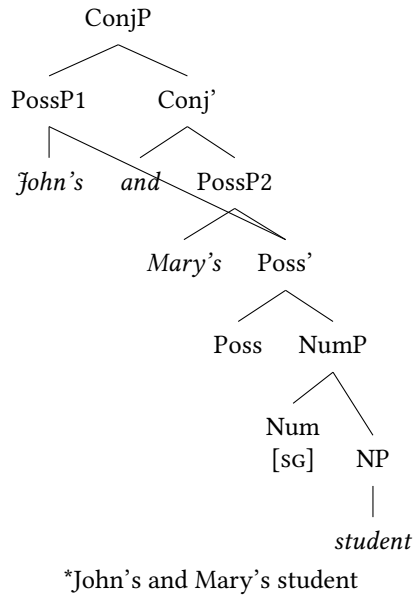 ConjP
PossP1 Conj’
John’s and PossP2
Mary’s Poss’
Poss NumP
Num
[SG] NP
student
*John’s and Mary’s student